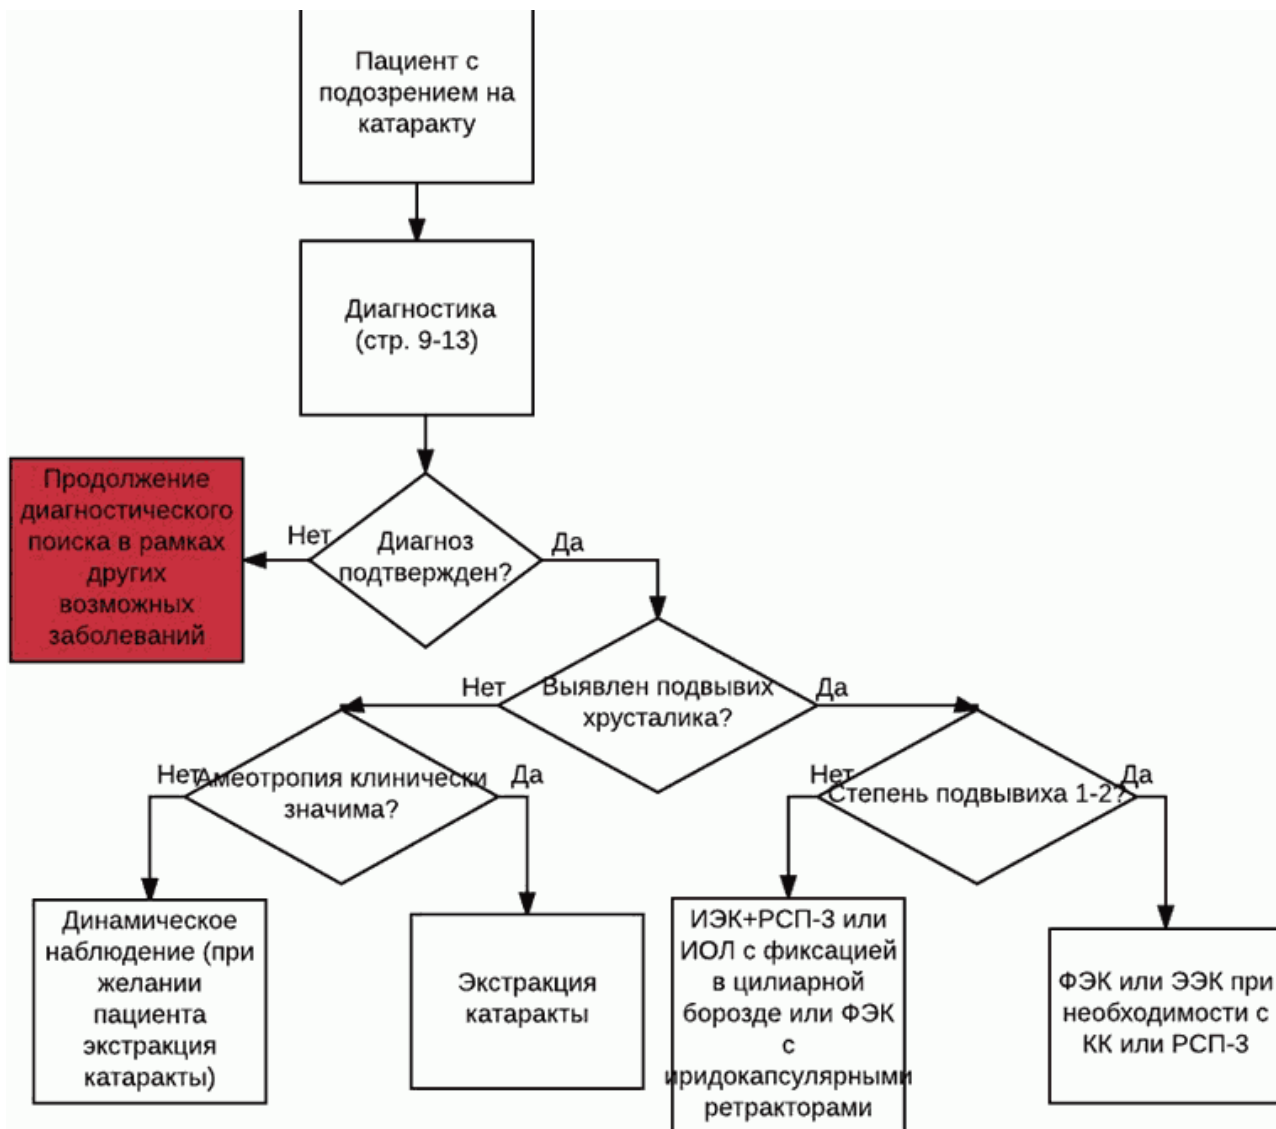 Пациент с
подозрением на
катаракту
Диагностика
(стр. 9-13)
Диагноз
подтвержден?
Нет
Да
Продолжение
диагностического
поиска в рамках
других
возможных
заболеваний
Выявлен подвывих
хрусталика?
Нет
Да
Амеотропия клинически
значима?
Нет
Да
Степень подвывиха 1-2?
Нет
Да
Динамическое
наблюдение (при
желании
пациента
экстракция
катаракты)
Экстракция
катаракты
ИЭК+РСП-3 или
ИОЛ с фиксацией
в цилиарной
борозде или ФЭК
с
иридокапсулярными
ретракторами
ФЭК или ЭЭК при
необходимости с
КК или РСП-3